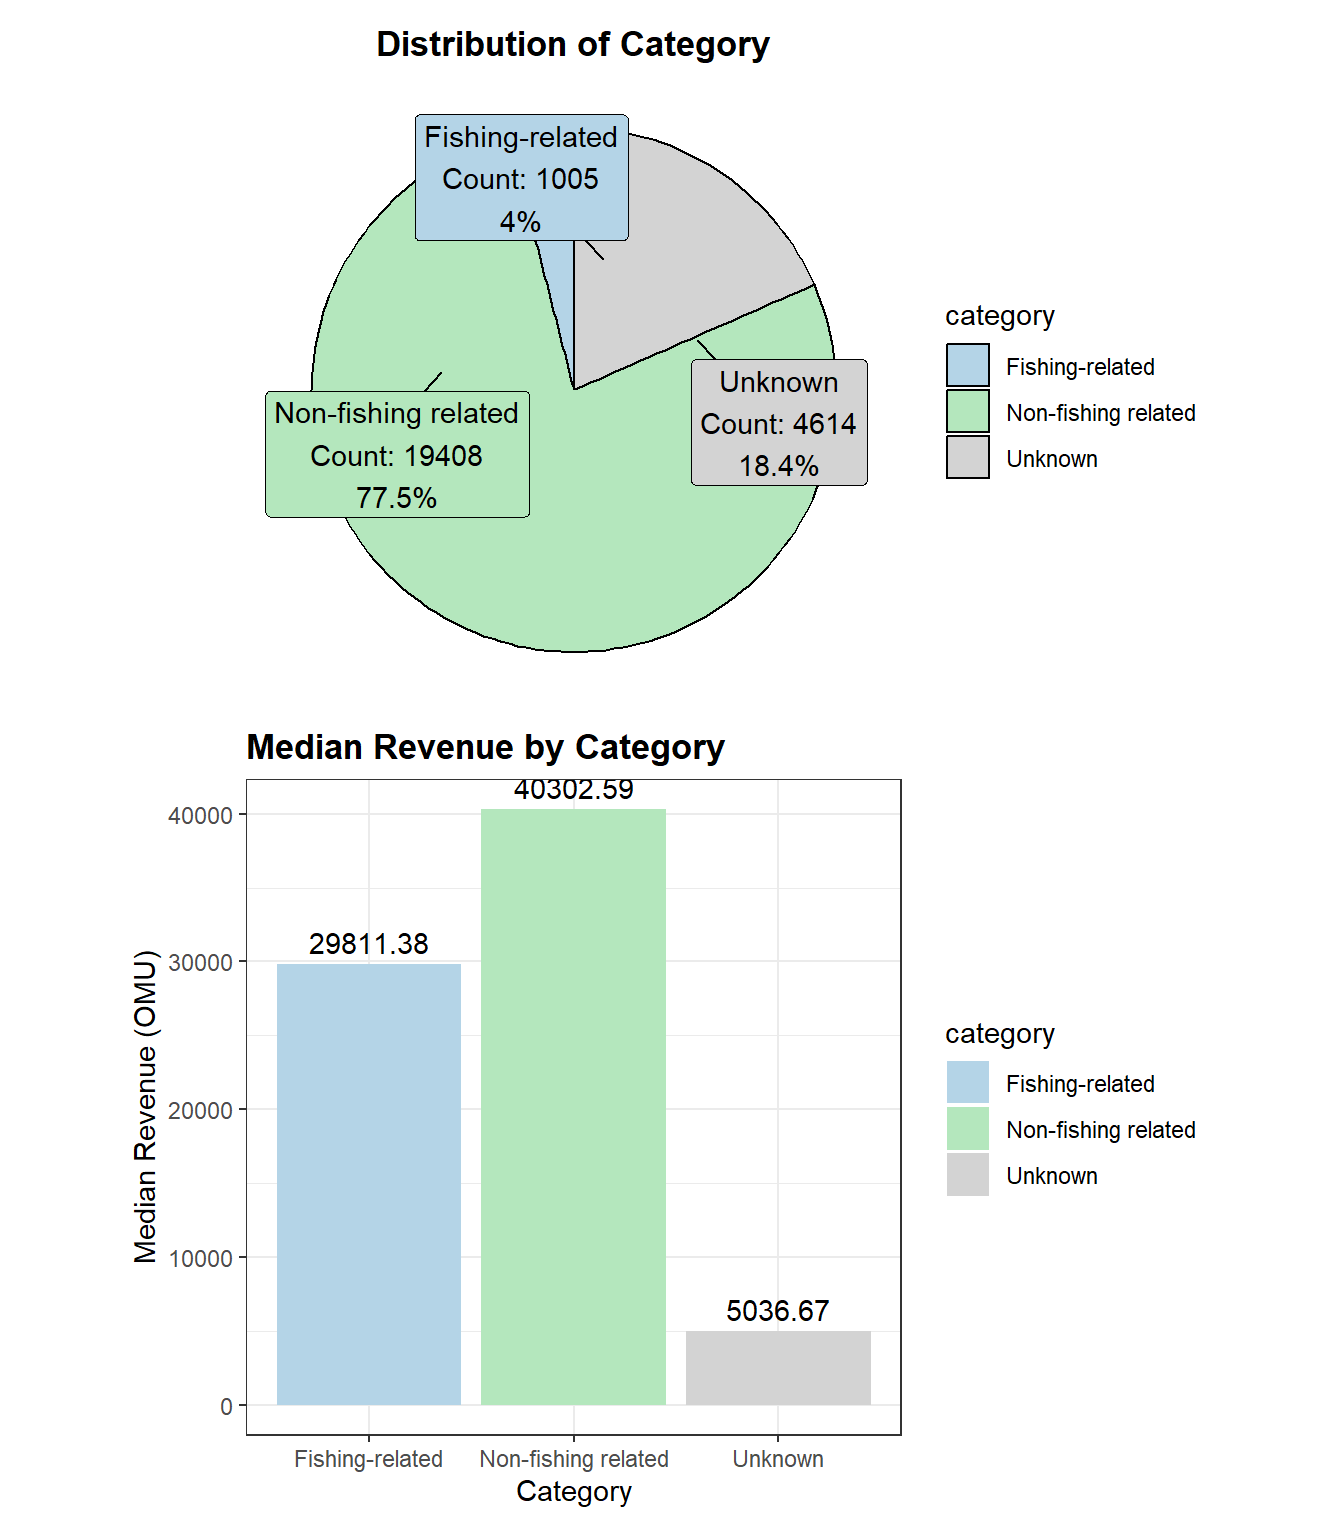 Distribution of Category
Fishing-related
Count: 1005
4%
Non-fishing related
Count: 19408
77.5%
Unknown
Count: 4614
18.4%
category
Fishing-related
Non-fishing related
Unknown
Median Revenue by Category
Median Revenue (OMU)
40000
30000
20000
10000
0
29811.38
40302.59
5036.67
Fishing-related
Non-fishing related
Unknown
Category
category
Fishing-related
Non-fishing related
Unknown